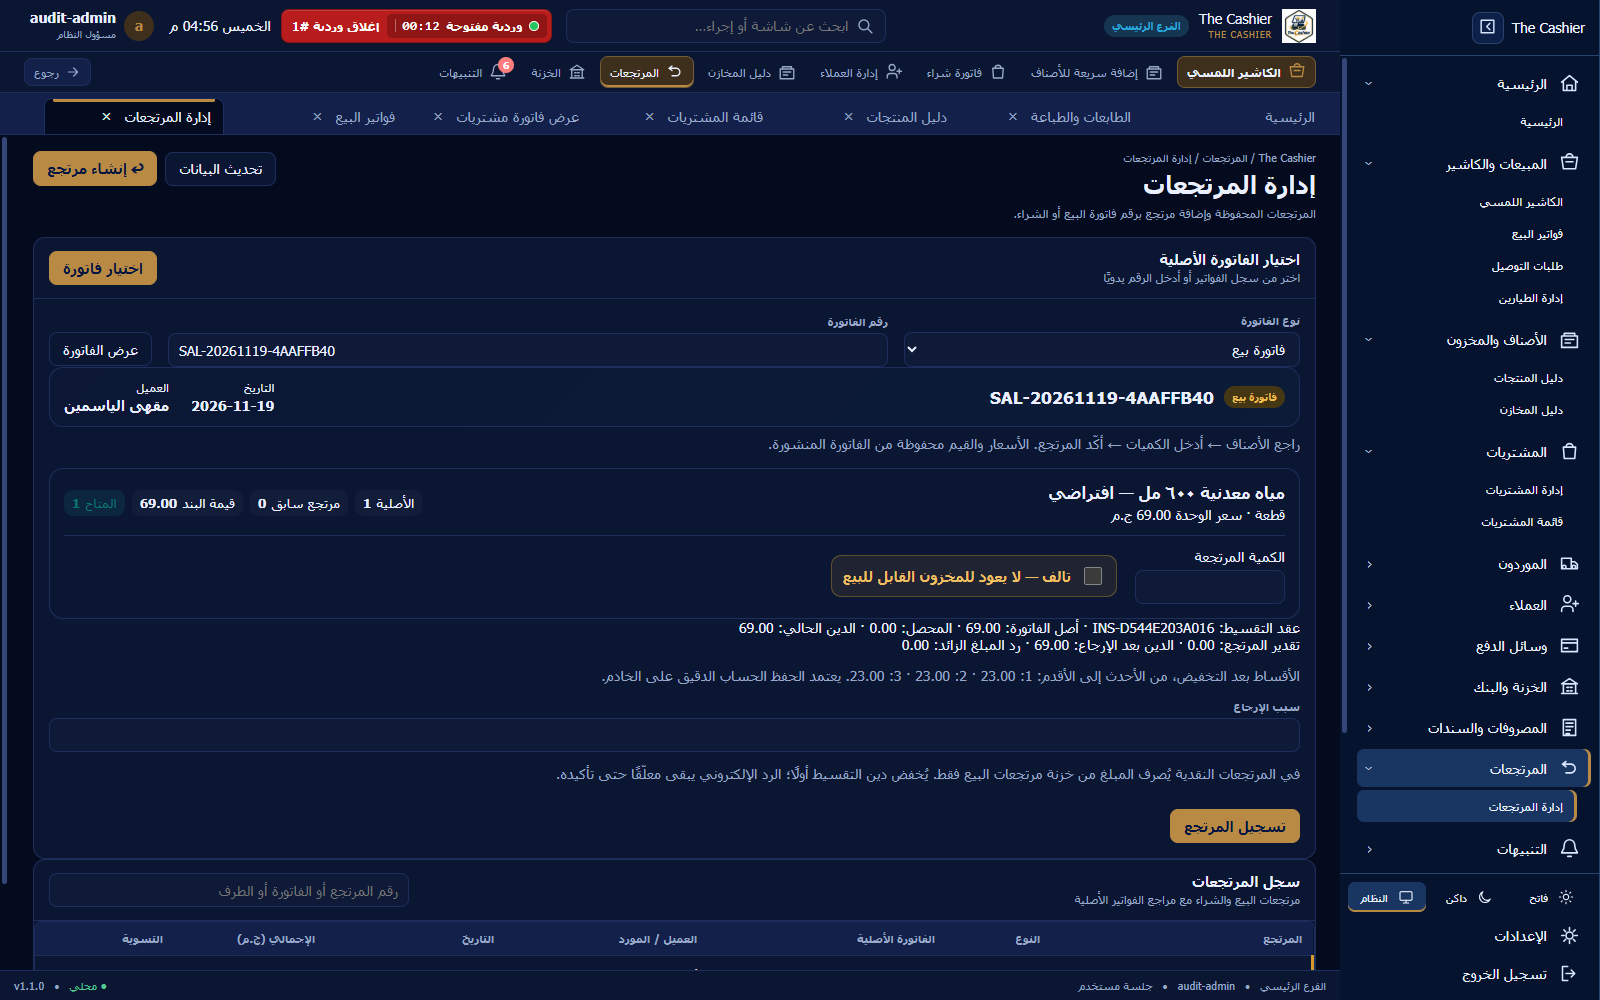 The Cashier
الرئيسية
الرئيسية
المبيعات والكاشير
الكاشير اللمسي
فواتير البيع
طلبات التوصيل
إدارة الطيارين
الأصناف والمخزون
دليل المنتجات
دليل المخازن
المشتريات
إدارة المشتريات
قائمة المشتريات
الموردون
العملاء
وسائل الدفع
الخزنة والبنك
المصروفات والسندات
المرتجعات
إدارة المرتجعات
التنبيهات
فاتح
داكن
النظام
الإعدادات
تسجيل الخروج
The Cashier
THE CASHIER
الفرع الرئيسي
ابحث عن شاشة أو إجراء...
وردية مفتوحة 00:12 إغلاق وردية #1
الخميس 04:56 م
a
audit-admin
مسؤول النظام
الكاشير اللمسي
إضافة سريعة للأصناف
فاتورة شراء
إدارة العملاء
دليل المخازن
المرتجعات
الخزنة
التنبيهات
6
رجوع
الرئيسية
الطابعات والطباعة ×
دليل المنتجات ×
قائمة المشتريات ×
عرض فاتورة مشتريات ×
فواتير البيع ×
إدارة المرتجعات ×
The Cashier / المرتجعات / إدارة المرتجعات
إدارة المرتجعات
المرتجعات المحفوظة وإضافة مرتجع برقم فاتورة البيع أو الشراء.
تحديث البيانات
إنشاء مرتجع
اختيار الفاتورة الأصلية
اختر من سجل الفواتير أو أدخل الرقم يدويًا
اختيار فاتورة
نوع الفاتورة
فاتورة بيع
رقم الفاتورة
SAL-20261119-4AAFFB40
عرض الفاتورة
فاتورة بيع
SAL-20261119-4AAFFB40
التاريخ
2026-11-19
العميل
مقهى الياسمين
راجع الأصناف ← أدخل الكميات ← أكّد المرتجع. الأسعار والقيم محفوظة من الفاتورة المنشورة.
مياه معدنية ٦٠٠ مل — افتراضي
قطعة · سعر الوحدة 69.00 ج.م
الأصلية 1
مرتجع سابق 0
قيمة البند 69.00
المتاح 1
الكمية المرتجعة
تالف — لا يعود للمخزون القابل للبيع
عقد التقسيط: INS-D544E203A016 · أصل الفاتورة: 69.00 · المحصل: 0.00 · الدين الحالي: 69.00
تقدير المرتجع: 0.00 · الدين بعد الإرجاع: 69.00 · رد المبلغ الزائد: 0.00
الأقساط بعد التخفيض، من الأحدث إلى الأقدم: 1: 23.00 · 2: 23.00 · 3: 23.00. يعتمد الحفظ الحساب الدقيق على الخادم.
سبب الإرجاع
في المرتجعات النقدية يُصرف المبلغ من خزنة مرتجعات البيع فقط. يُخفض دين التقسيط أولًا؛ الرد الإلكتروني يبقى معلّقًا حتى تأكيده.
تسجيل المرتجع
سجل المرتجعات
مرتجعات البيع والشراء مع مراجع الفواتير الأصلية
رقم المرتجع أو الفاتورة أو الطرف
المرتجع
النوع
الفاتورة الأصلية
العميل / المورد
التاريخ
الإجمالي (ج.م)
التسوية
الفرع الرئيسي • audit-admin • جلسة مستخدم
محلي • v1.1.0